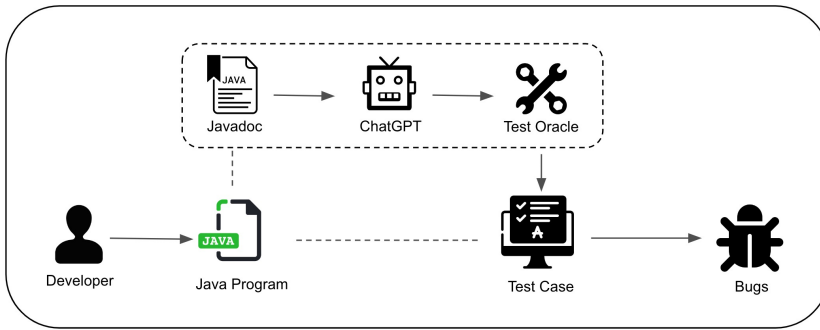 JAVA
Javadoc
ChatGPT
Test Oracle
JAVA
Developer
Java Program
Test Case
Bugs